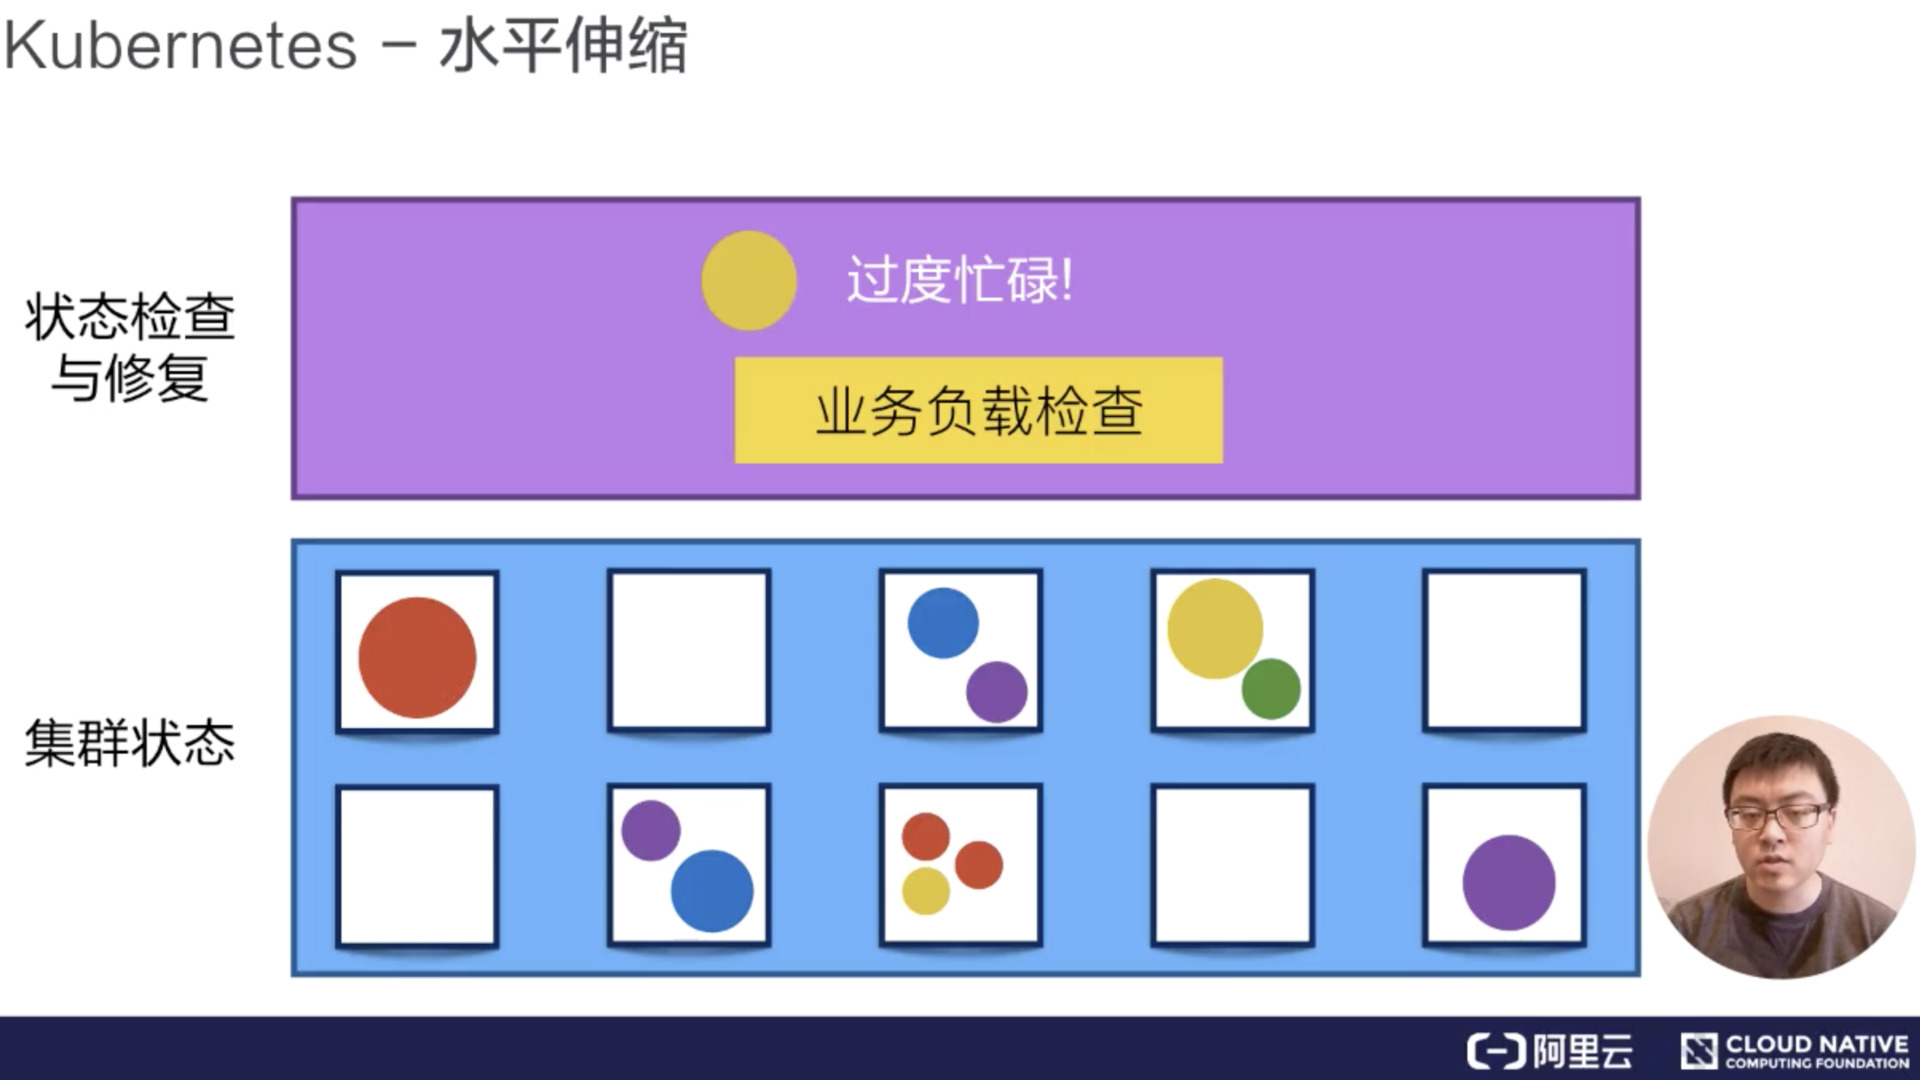 Kubernetes – 水平伸缩
状态检查
与修复
过度忙碌!
业务负载检查
集群状态
阿里云
CLOUD NATIVE
COMPUTING FOUNDATION